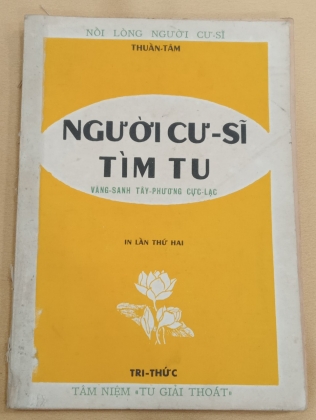 NỖI LÒNG NGƯỜI CƯ-SĨ
THUẦN-TÂM
NGƯỜI CƯ-SĨ
TÌM TU
VÃNG-SANH TÂY-PHƯƠNG CỰC-LẠC
IN LẦN THỨ HAI
TRI-THỨC
TÂM NIỆM «TU GIẢI THOÁT»